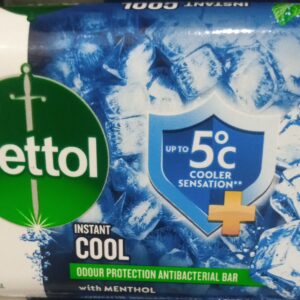 INSTANT COOL
ettol
UP TO 5°C
COOLER
SENSATION**
INSTANT
COOL
ODOUR PROTECTION ANTIBACTERIAL BAR
with MENTHOL